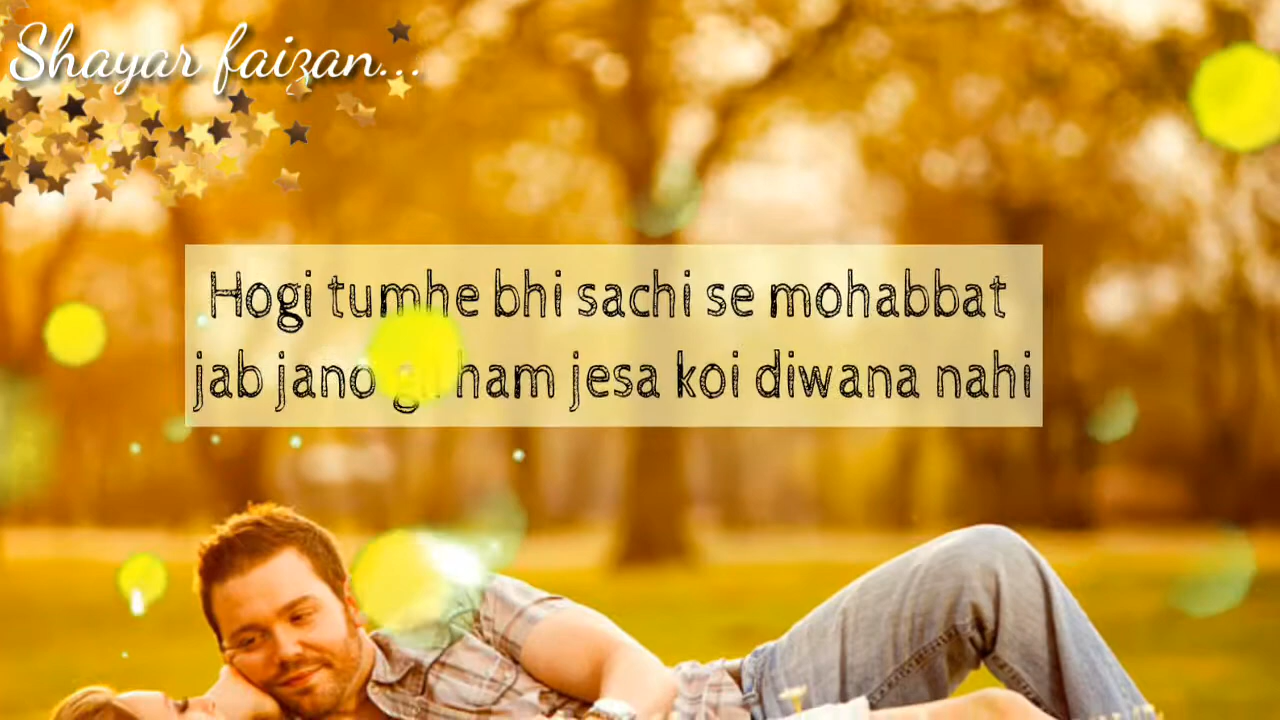 Shayar faizan...
Hogi tumhe bhi sachi se mohabbat
jab jano ham jesa koi diwana nahi